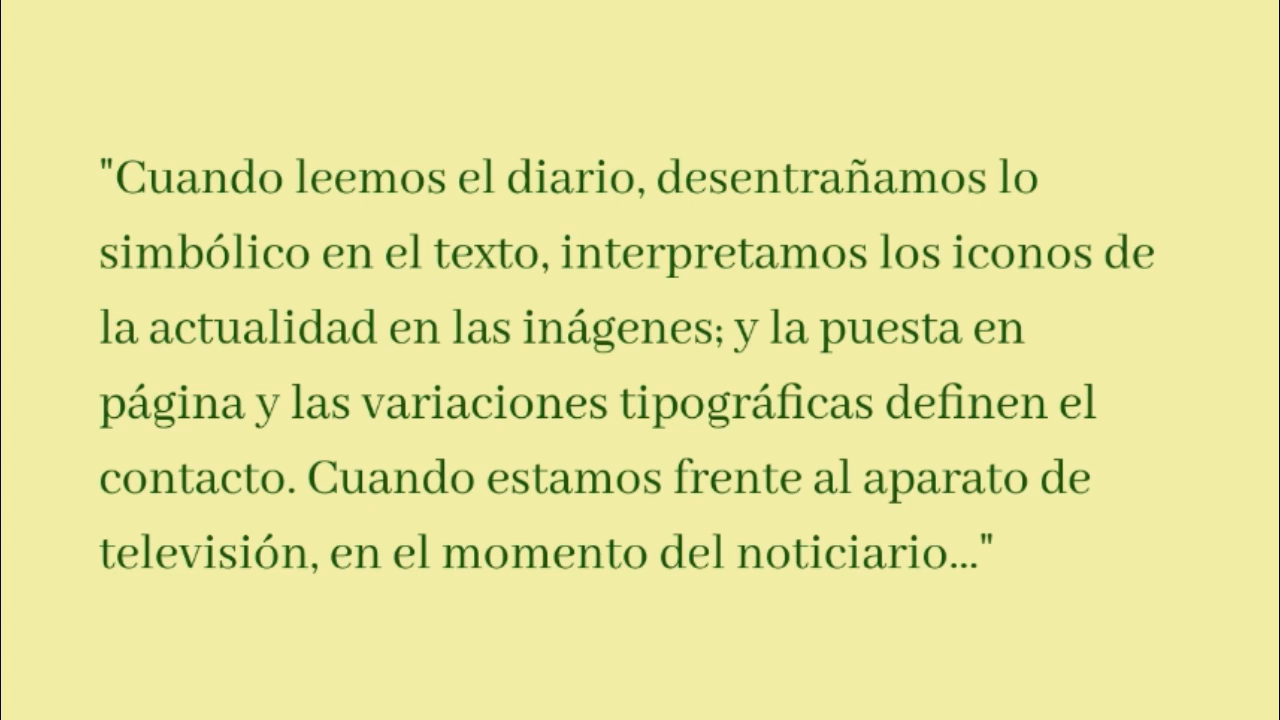 "Cuando leemos el diario, desentrañamos lo
simbólico en el texto, interpretamos los iconos de
la actualidad en las inágenes; y la puesta en
página y las variaciones tipográficas definen el
contacto. Cuando estamos frente al aparato de
televisión, en el momento del noticiario..."